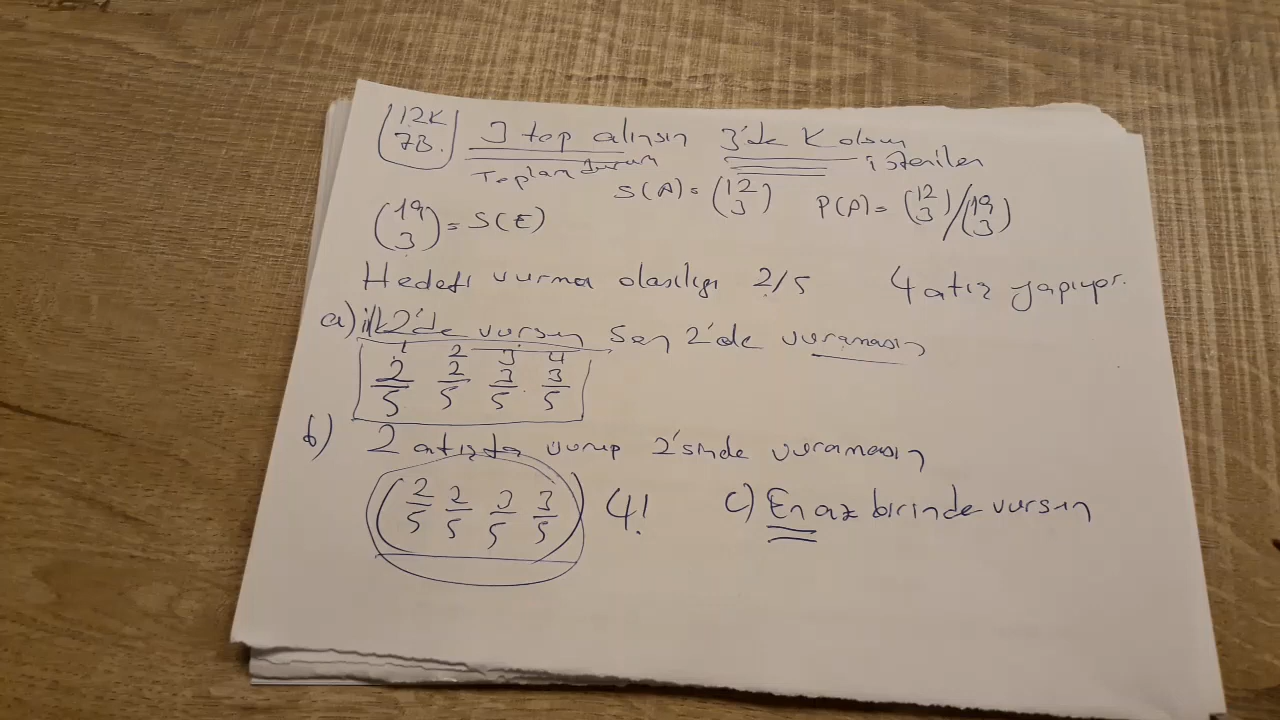 12K 3 top alınsın 3'de K olsun
7B. Toplam durum istenilen
(19 3) = S(E) S(A) = (12 3) P(A) = (12 3)/(19 3)
Hedefi vurma olasılığı 2/5 4 atış yapıyor.
a) ilk 2'de vursun son 2'de vuramasın
1 2 3 4
2/5 2/5 3/5 · 3/5
b) 2 atışta vurup 2'sinde vuramasın
(2/5 2/5 3/5 3/5) 4! c) En az birinde vursun